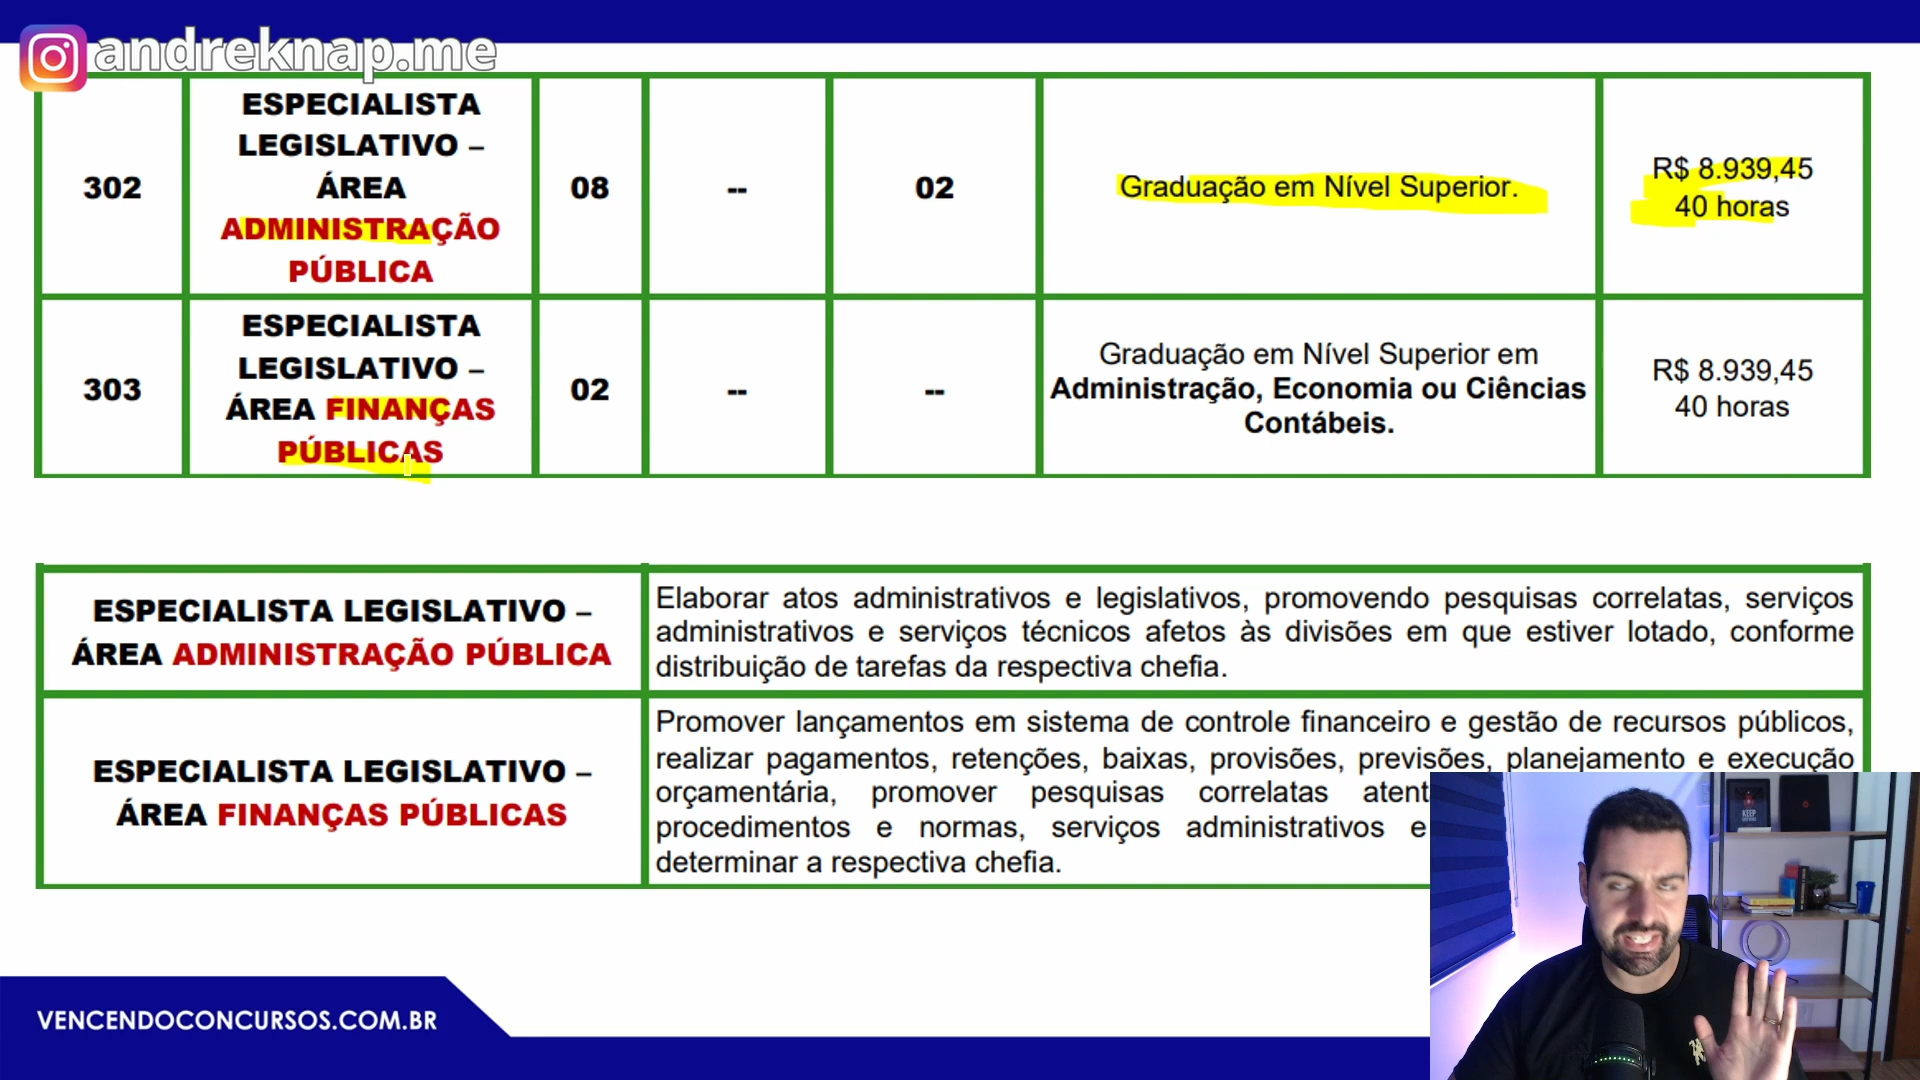 andreknap.me
302
ESPECIALISTA
LEGISLATIVO –
ÁREA
ADMINISTRAÇÃO
PÚBLICA
08
--
02
Graduação em Nível Superior.
R$ 8.939,45
40 horas
303
ESPECIALISTA
LEGISLATIVO –
ÁREA FINANÇAS
PÚBLICAS
02
--
--
Graduação em Nível Superior em
Administração, Economia ou Ciências
Contábeis.
R$ 8.939,45
40 horas
ESPECIALISTA LEGISLATIVO –
ÁREA ADMINISTRAÇÃO PÚBLICA
Elaborar atos administrativos e legislativos, promovendo pesquisas correlatas, serviços
administrativos e serviços técnicos afetos às divisões em que estiver lotado, conforme
distribuição de tarefas da respectiva chefia.
ESPECIALISTA LEGISLATIVO –
ÁREA FINANÇAS PÚBLICAS
Promover lançamentos em sistema de controle financeiro e gestão de recursos públicos,
realizar pagamentos, retenções, baixas, provisões, previsões, planejamento e execução
orçamentária, promover pesquisas correlatas atent
procedimentos e normas, serviços administrativos e
determinar a respectiva chefia.
KEEP
VENCENDOCONCURSOS.COM.BR